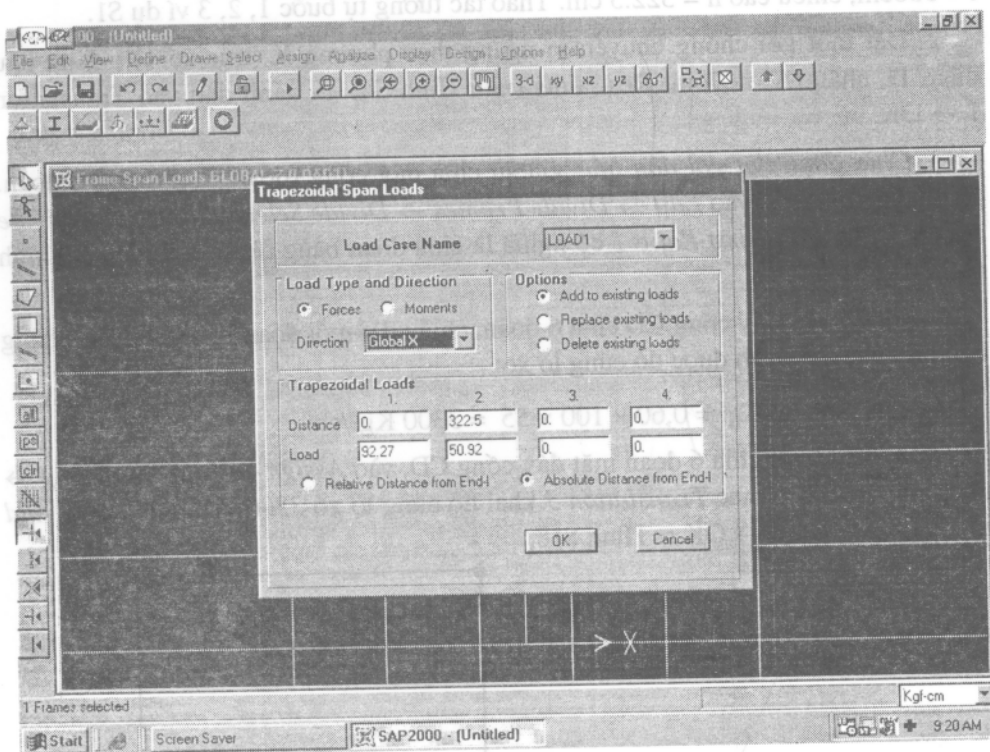 00 - (Untitled)
File Edit View Define Draw Select Assign Analyze Display Design Options Help
3-d xy xz yz
Frame Span Loads GLOBAL
Trapezoidal Span Loads
Load Case Name LOAD1
Load Type and Direction
Forces Moments
Direction Global X
Options
Add to existing loads
Replace existing loads
Delete existing loads
Trapezoidal Loads
1. 2. 3. 4.
Distance 0. 322.5 0. 0.
Load 92.27 50.92 0. 0.
Relative Distance from End-I Absolute Distance from End-I
OK Cancel
all
ps
clr
X
1 Frames selected
Kgf-cm
Start Screen Saver SAP2000 - (Untitled) 9:20 AM